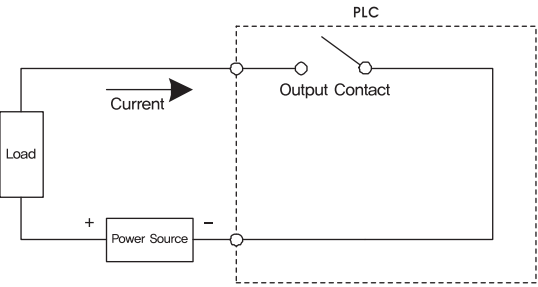 PLC
Output Contact
Current
Load
+
Power Source
−